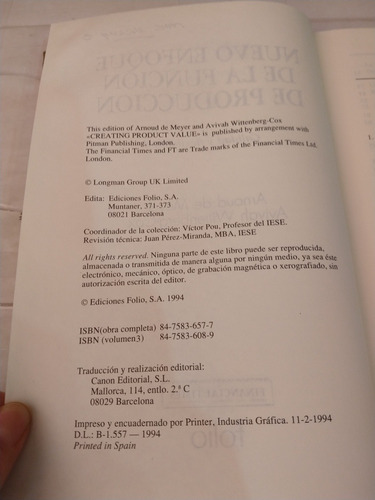 This edition of Arnoud de Meyer and Avivah Wittenberg-Cox
«CREATING PRODUCT VALUE» is published by arrangement with
Pitman Publishing, London.
The Financial Times and FT are Trade marks of the Financial Times Ltd.
London.
© Longman Group UK Limited
Edita: Ediciones Folio, S.A.
Muntaner, 371-373
08021 Barcelona
Coordinador de la colección: Víctor Pou, Profesor del IESE.
Revisión técnica: Juan Pérez-Miranda, MBA, IESE
All rights reserved. Ninguna parte de este libro puede ser reproducida,
almacenada o transmitida de manera alguna por ningún medio, ya sea éste
electrónico, mecánico, óptico, de grabación magnética o xerografiado, sin
autorización escrita del editor.
© Ediciones Folio, S.A. 1994
ISBN(obra completa) 84-7583-657-7
ISBN (volumen3) 84-7583-608-9
Traducción y realización editorial:
Canon Editorial, S.L.
Mallorca, 114, entlo. 2.ª C
08029 Barcelona
Impreso y encuadernado por Printer, Industria Gráfica. 11-2-1994
D.L.: B-1.557 — 1994
Printed in Spain